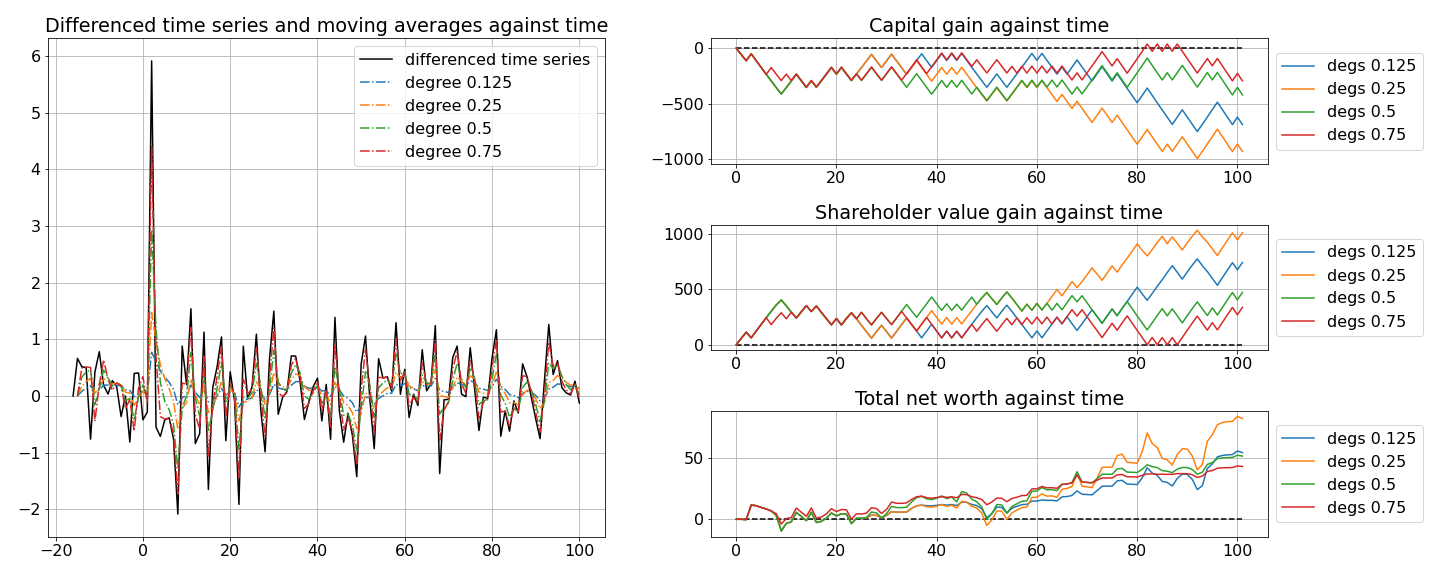 Differenced time series and moving averages against time
6
5
4
3
2
1
0
−1
−2
−20
0
20
40
60
80
100
differenced time series
degree 0.125
degree 0.25
degree 0.5
degree 0.75
Capital gain against time
0
−500
−1000
0
20
40
60
80
100
degs 0.125
degs 0.25
degs 0.5
degs 0.75
Shareholder value gain against time
1000
500
0
0
20
40
60
80
100
degs 0.125
degs 0.25
degs 0.5
degs 0.75
Total net worth against time
50
0
0
20
40
60
80
100
degs 0.125
degs 0.25
degs 0.5
degs 0.75